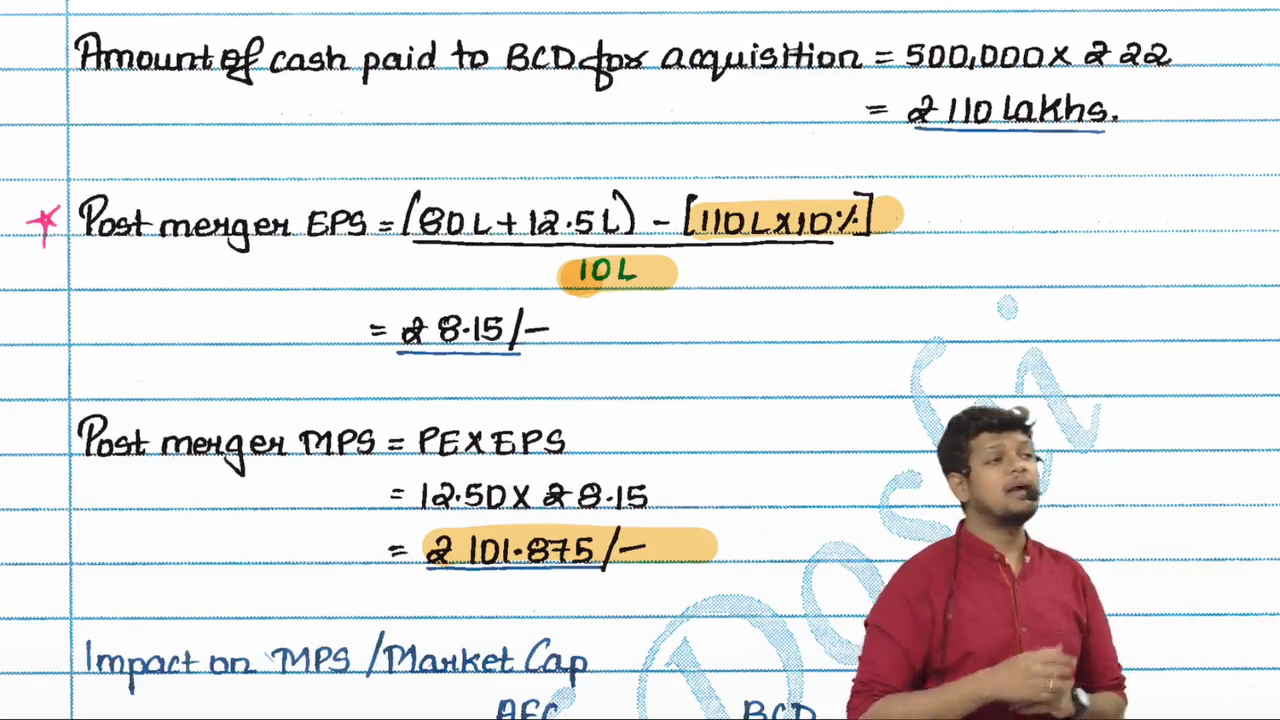 Amount of cash paid to BCD for acquisition = 500,000 X ₹ 22
= ₹ 110 Lakhs.
Post merger EPS = (80L + 12.5L) - [110L X 10%]
10L
= ₹ 8.15/-
Post merger MPS = PE X EPS
= 12.50 X ₹ 8.15
= ₹ 101.875/-
Impact on MPS / Market Cap
BCD